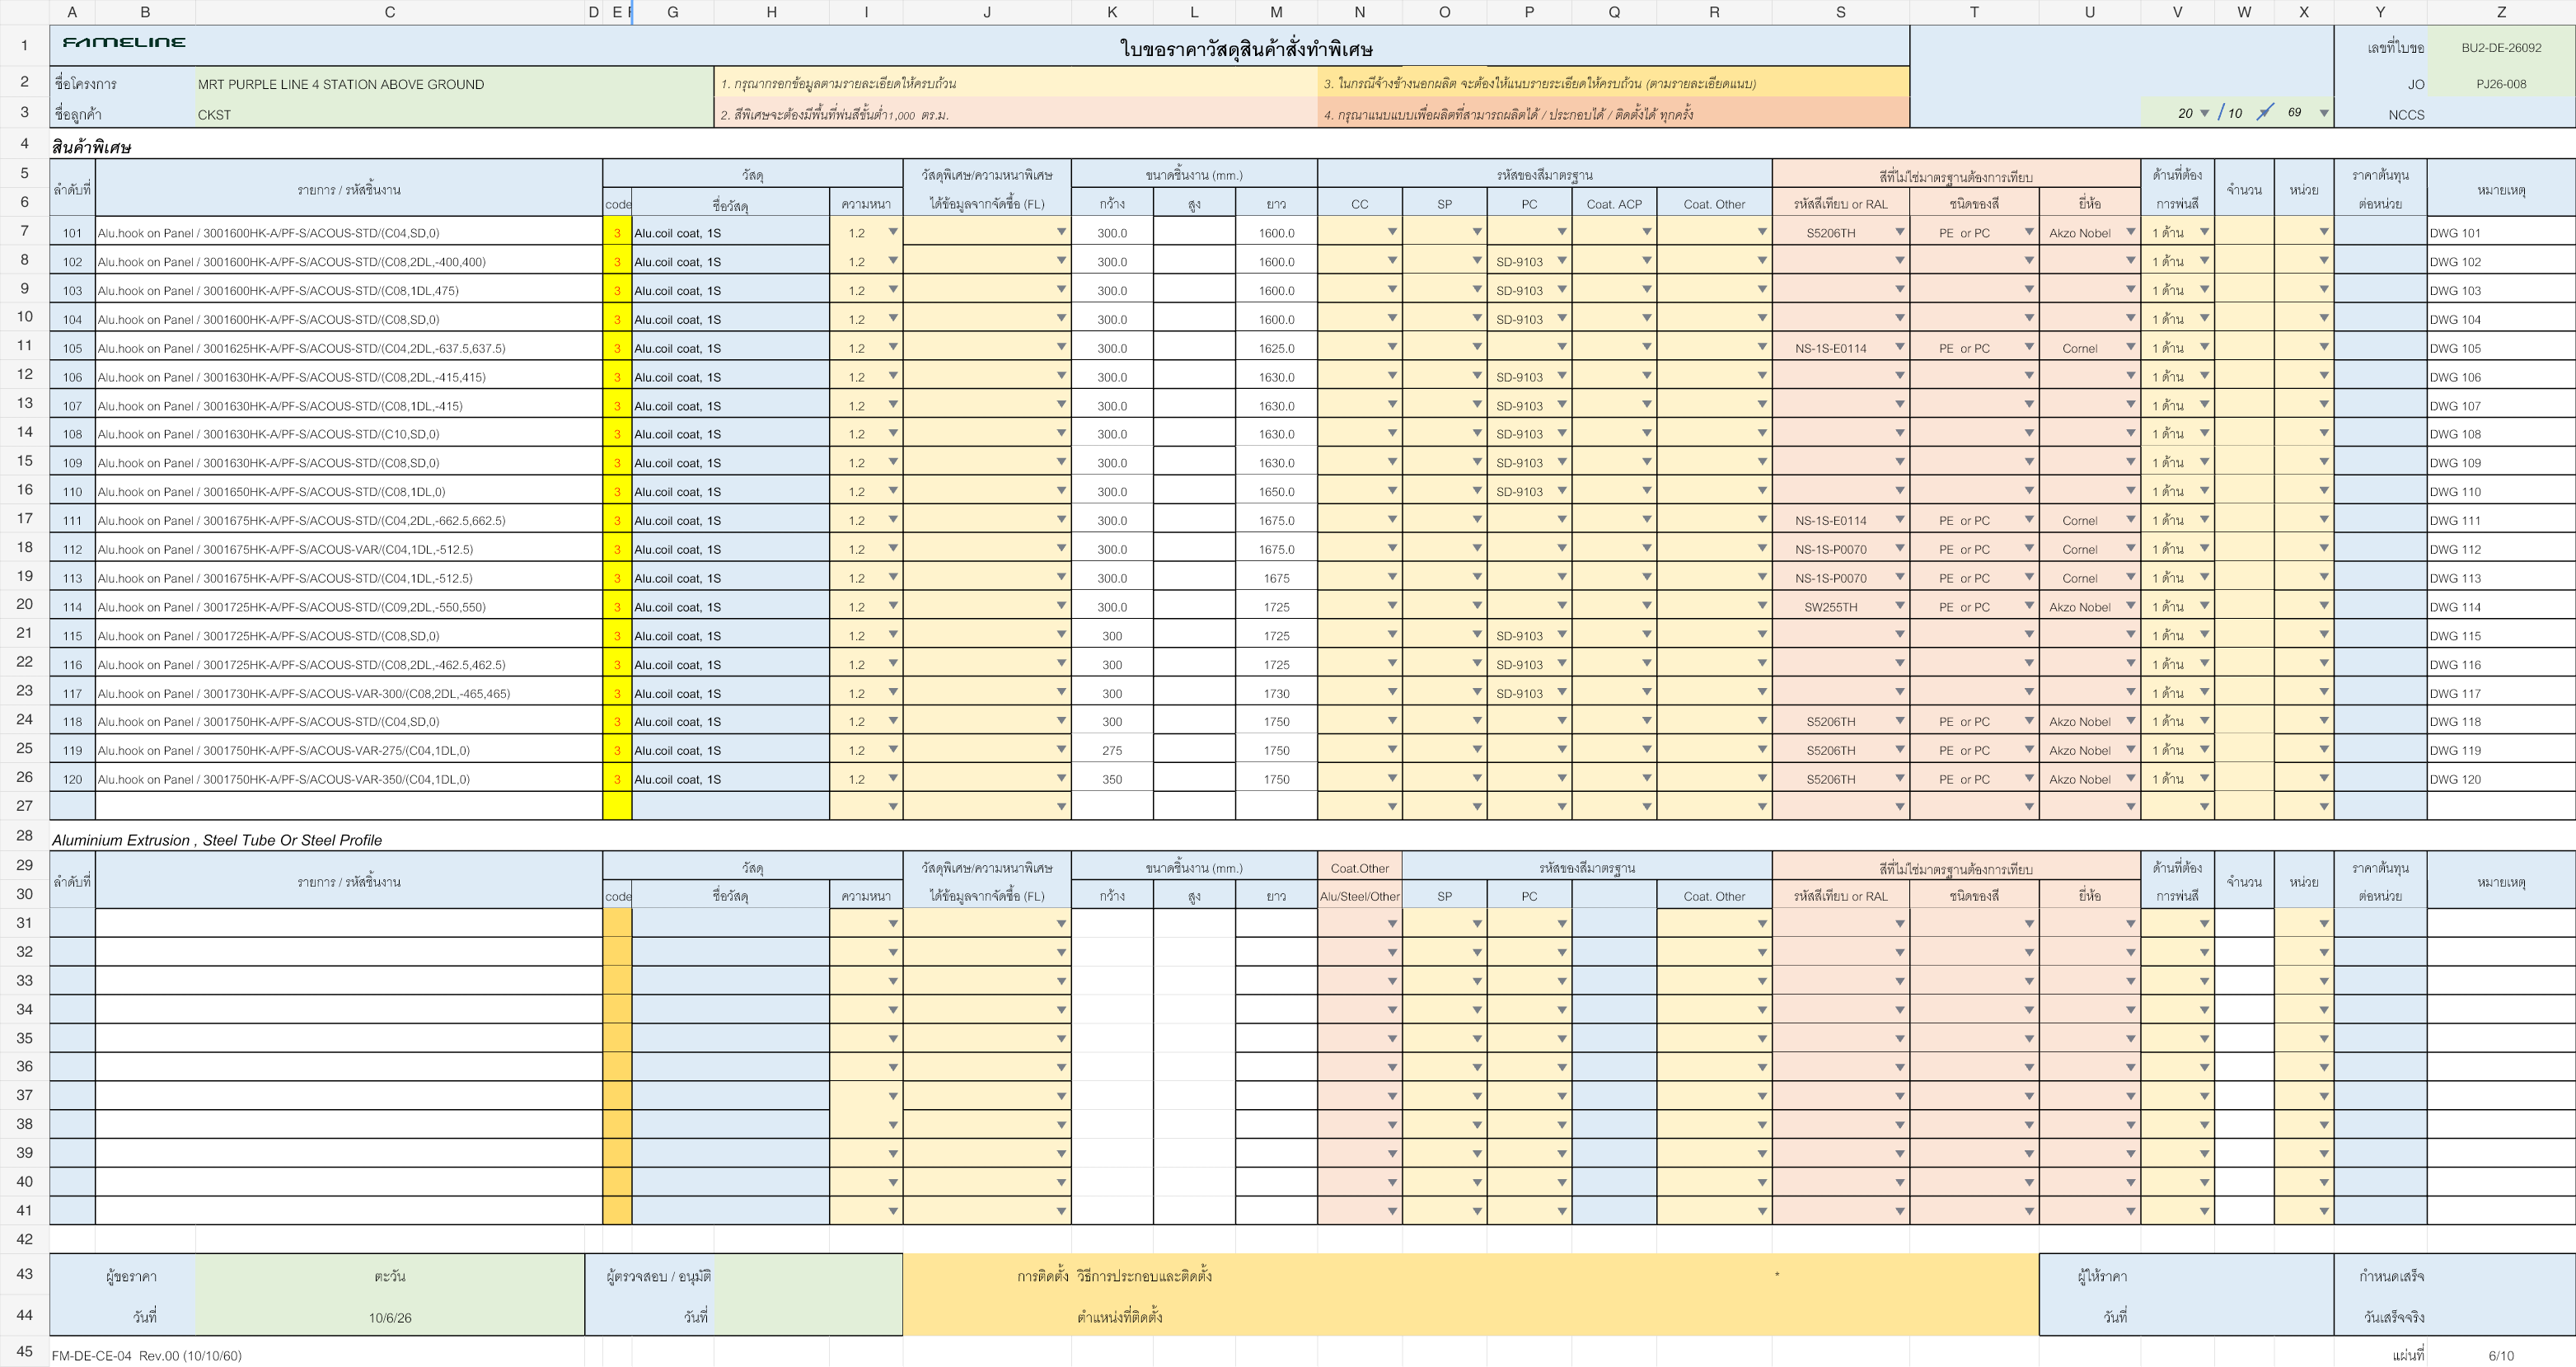 A B C D E F G H I J K L M N O P Q R S T U V W X Y Z
1 FAMELINE ใบขอราคาวัสดุสินค้าสั่งทำพิเศษ เลขที่ใบขอ BU2-DE-26092
2 ชื่อโครงการ MRT PURPLE LINE 4 STATION ABOVE GROUND 1. กรุณากรอกข้อมูลตามรายละเอียดให้ครบถ้วน 3. ในกรณีจ้างข้างนอกผลิต จะต้องให้แนบรายระเอียดให้ครบถ้วน (ตามรายละเอียดแนบ) JO PJ26-008
3 ชื่อลูกค้า CKST 2. สีพิเศษจะต้องมีพื้นที่พ่นสีขั้นต่ำ1,000 ตร.ม. 4. กรุณาแนบแบบเพื่อผลิตที่สามารถผลิตได้ / ประกอบได้ / ติดตั้งได้ ทุกครั้ง 20 / 10 / 69 NCCS
4 สินค้าพิเศษ
5 ลำดับที่ รายการ / รหัสชิ้นงาน วัสดุ วัสดุพิเศษ/ความหนาพิเศษ ขนาดชิ้นงาน (mm.) รหัสของสีมาตรฐาน สีที่ไม่ใช่มาตรฐานต้องการเทียบ ด้านที่ต้อง จำนวน หน่วย ราคาต้นทุน หมายเหตุ
6 code ชื่อวัสดุ ความหนา ได้ข้อมูลจากจัดซื้อ (FL) กว้าง สูง ยาว CC SP PC Coat. ACP Coat. Other รหัสสีเทียบ or RAL ชนิดของสี ยี่ห้อ การพ่นสี ต่อหน่วย
7 101 Alu.hook on Panel / 3001600HK-A/PF-S/ACOUS-STD/(C04,SD,0) 3 Alu.coil coat, 1S 1.2 300.0 1600.0 S5206TH PE or PC Akzo Nobel 1 ด้าน DWG 101
8 102 Alu.hook on Panel / 3001600HK-A/PF-S/ACOUS-STD/(C08,2DL,-400,400) 3 Alu.coil coat, 1S 1.2 300.0 1600.0 SD-9103 1 ด้าน DWG 102
9 103 Alu.hook on Panel / 3001600HK-A/PF-S/ACOUS-STD/(C08,1DL,475) 3 Alu.coil coat, 1S 1.2 300.0 1600.0 SD-9103 1 ด้าน DWG 103
10 104 Alu.hook on Panel / 3001600HK-A/PF-S/ACOUS-STD/(C08,SD,0) 3 Alu.coil coat, 1S 1.2 300.0 1600.0 SD-9103 1 ด้าน DWG 104
11 105 Alu.hook on Panel / 3001625HK-A/PF-S/ACOUS-STD/(C04,2DL,-637.5,637.5) 3 Alu.coil coat, 1S 1.2 300.0 1625.0 NS-1S-E0114 PE or PC Cornel 1 ด้าน DWG 105
12 106 Alu.hook on Panel / 3001630HK-A/PF-S/ACOUS-STD/(C08,2DL,-415,415) 3 Alu.coil coat, 1S 1.2 300.0 1630.0 SD-9103 1 ด้าน DWG 106
13 107 Alu.hook on Panel / 3001630HK-A/PF-S/ACOUS-STD/(C08,1DL,-415) 3 Alu.coil coat, 1S 1.2 300.0 1630.0 SD-9103 1 ด้าน DWG 107
14 108 Alu.hook on Panel / 3001630HK-A/PF-S/ACOUS-STD/(C10,SD,0) 3 Alu.coil coat, 1S 1.2 300.0 1630.0 SD-9103 1 ด้าน DWG 108
15 109 Alu.hook on Panel / 3001630HK-A/PF-S/ACOUS-STD/(C08,SD,0) 3 Alu.coil coat, 1S 1.2 300.0 1630.0 SD-9103 1 ด้าน DWG 109
16 110 Alu.hook on Panel / 3001650HK-A/PF-S/ACOUS-STD/(C08,1DL,0) 3 Alu.coil coat, 1S 1.2 300.0 1650.0 SD-9103 1 ด้าน DWG 110
17 111 Alu.hook on Panel / 3001675HK-A/PF-S/ACOUS-STD/(C04,2DL,-662.5,662.5) 3 Alu.coil coat, 1S 1.2 300.0 1675.0 NS-1S-E0114 PE or PC Cornel 1 ด้าน DWG 111
18 112 Alu.hook on Panel / 3001675HK-A/PF-S/ACOUS-VAR/(C04,1DL,-512.5) 3 Alu.coil coat, 1S 1.2 300.0 1675.0 NS-1S-P0070 PE or PC Cornel 1 ด้าน DWG 112
19 113 Alu.hook on Panel / 3001675HK-A/PF-S/ACOUS-STD/(C04,1DL,-512.5) 3 Alu.coil coat, 1S 1.2 300.0 1675 NS-1S-P0070 PE or PC Cornel 1 ด้าน DWG 113
20 114 Alu.hook on Panel / 3001725HK-A/PF-S/ACOUS-STD/(C09,2DL,-550,550) 3 Alu.coil coat, 1S 1.2 300.0 1725 SW255TH PE or PC Akzo Nobel 1 ด้าน DWG 114
21 115 Alu.hook on Panel / 3001725HK-A/PF-S/ACOUS-STD/(C08,SD,0) 3 Alu.coil coat, 1S 1.2 300 1725 SD-9103 1 ด้าน DWG 115
22 116 Alu.hook on Panel / 3001725HK-A/PF-S/ACOUS-STD/(C08,2DL,-462.5,462.5) 3 Alu.coil coat, 1S 1.2 300 1725 SD-9103 1 ด้าน DWG 116
23 117 Alu.hook on Panel / 3001730HK-A/PF-S/ACOUS-VAR-300/(C08,2DL,-465,465) 3 Alu.coil coat, 1S 1.2 300 1730 SD-9103 1 ด้าน DWG 117
24 118 Alu.hook on Panel / 3001750HK-A/PF-S/ACOUS-STD/(C04,SD,0) 3 Alu.coil coat, 1S 1.2 300 1750 S5206TH PE or PC Akzo Nobel 1 ด้าน DWG 118
25 119 Alu.hook on Panel / 3001750HK-A/PF-S/ACOUS-VAR-275/(C04,1DL,0) 3 Alu.coil coat, 1S 1.2 275 1750 S5206TH PE or PC Akzo Nobel 1 ด้าน DWG 119
26 120 Alu.hook on Panel / 3001750HK-A/PF-S/ACOUS-VAR-350/(C04,1DL,0) 3 Alu.coil coat, 1S 1.2 350 1750 S5206TH PE or PC Akzo Nobel 1 ด้าน DWG 120
27
28 Aluminium Extrusion , Steel Tube Or Steel Profile
29 ลำดับที่ รายการ / รหัสชิ้นงาน วัสดุ วัสดุพิเศษ/ความหนาพิเศษ ขนาดชิ้นงาน (mm.) Coat.Other รหัสของสีมาตรฐาน สีที่ไม่ใช่มาตรฐานต้องการเทียบ ด้านที่ต้อง จำนวน หน่วย ราคาต้นทุน หมายเหตุ
30 code ชื่อวัสดุ ความหนา ได้ข้อมูลจากจัดซื้อ (FL) กว้าง สูง ยาว Alu/Steel/Other SP PC Coat. Other รหัสสีเทียบ or RAL ชนิดของสี ยี่ห้อ การพ่นสี ต่อหน่วย
31
32
33
34
35
36
37
38
39
40
41
42
43 ผู้ขอราคา ตะวัน ผู้ตรวจสอบ / อนุมัติ การติดตั้ง วิธีการประกอบและติดตั้ง * ผู้ให้ราคา กำหนดเสร็จ
44 วันที่ 10/6/26 วันที่ ตำแหน่งที่ติดตั้ง วันที่ วันเสร็จจริง
45 FM-DE-CE-04 Rev.00 (10/10/60) แผ่นที่ 6/10